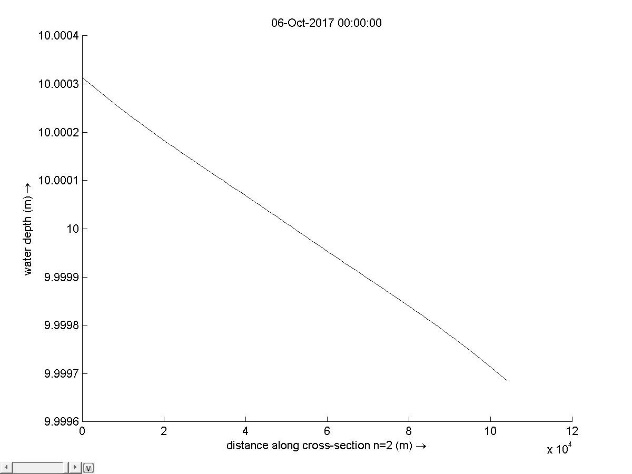 06-Oct-2017 00:00:00
10.0004
10.0003
10.0002
10.0001
10
9.9999
9.9998
9.9997
9.9996
water depth (m) →
0 2 4 6 8 10 12
distance along cross-section n=2 (m) →
x 10⁴
v